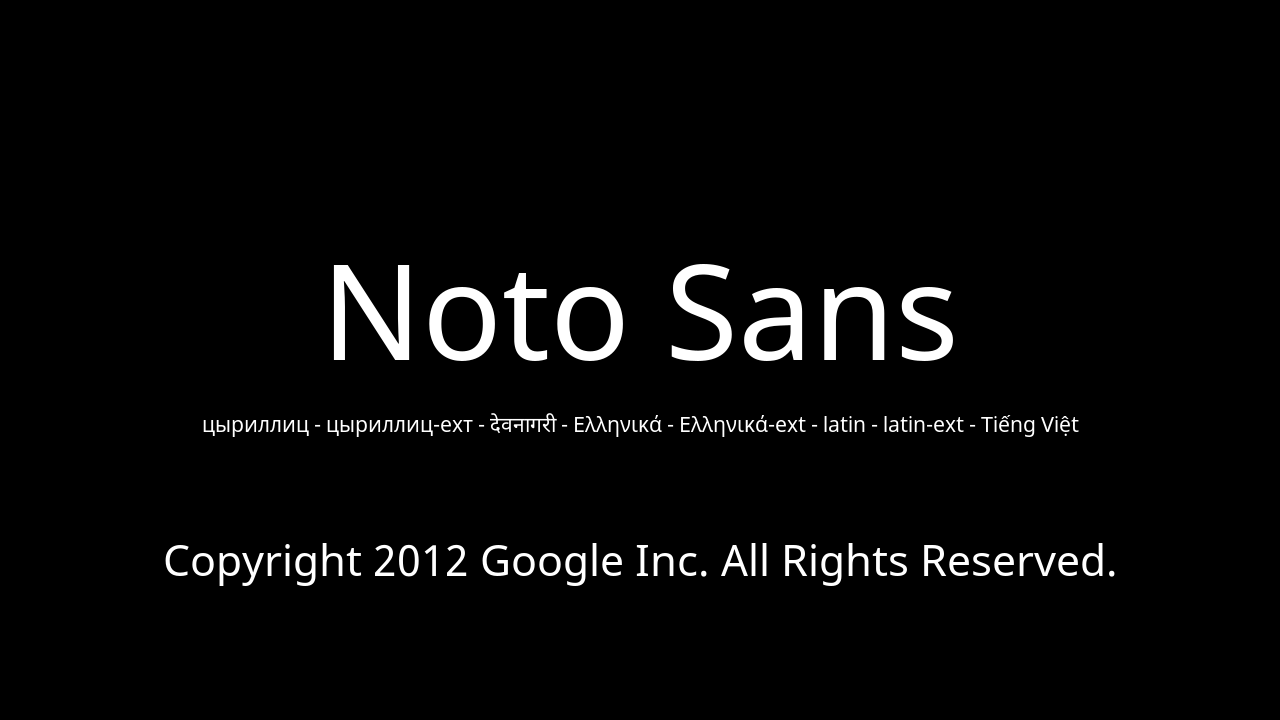 Noto Sans
цыриллиц - цыриллиц-ехт - देवनागरी - Ελληνικά - Ελληνικά-ext - latin - latin-ext - Tiếng Việt
Copyright 2012 Google Inc. All Rights Reserved.